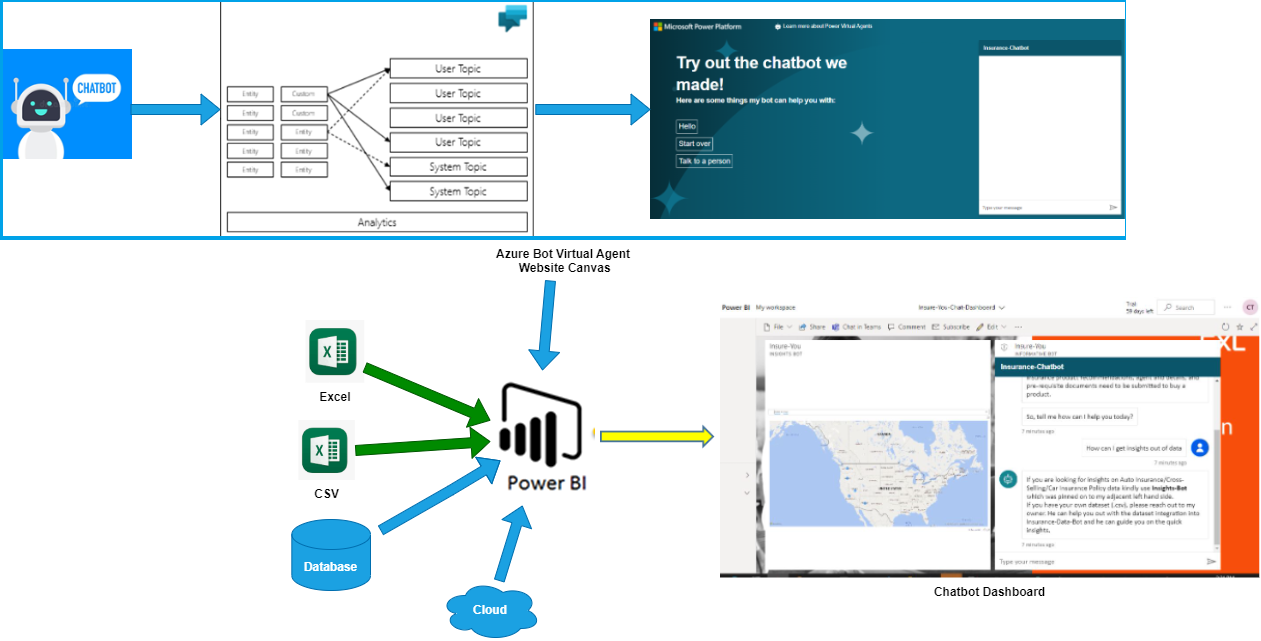 CHATBOT
Entity Custom
Entity Custom
Entity Entity
Entity Entity
Entity Entity
User Topic
User Topic
User Topic
User Topic
System Topic
System Topic
Analytics
Microsoft Power Platform
Learn more about Power Virtual Agents
Try out the chatbot we
made!
Here are some things my bot can help you with:
Hello
Start over
Talk to a person
Insurance-Chatbot
Type your message
Azure Bot Virtual Agent
Website Canvas
Excel
CSV
Database
Cloud
Power BI
Power BI My workspace
Insure-You-Chat-Dashboard
Trial
59 days left
Search
CT
File Share Chat in Teams Comment Subscribe Edit
Insure-You
INSIGHTS BOT
Insure-You
INFORMATIVE BOT
EXL
Insurance-Chatbot
insurance product recommendations, agent and details, and
pre-requisite documents need to be submitted to buy a
product.
So, tell me how can I help you today?
7 minutes ago
How can I get insights out of data
7 minutes ago
If you are looking for insights on Auto Insurance/Cross-
Selling/Car Insurance Policy data kindly use Insights-Bot
which was pinned on to my adjacent left hand side.
If you have your own dataset (.csv), please reach out to my
owner. He can help you out with the dataset integration into
Insurance-Data-Bot and he can guide you on the quick
insights.
7 minutes ago
Type your message
Chatbot Dashboard